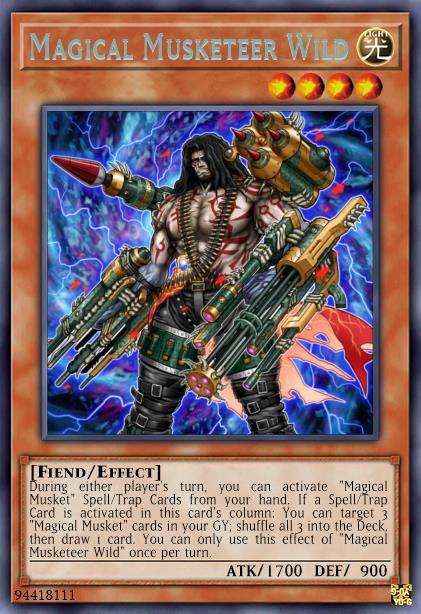 MAGICAL MUSKETEER WILD
LIGHT
光
[FIEND/EFFECT]
During either player's turn, you can activate "Magical
Musket" Spell/Trap Cards from your hand. If a Spell/Trap
Card is activated in this card's column: You can target 3
"Magical Musket" cards in your GY; shuffle all 3 into the Deck,
then draw 1 card. You can only use this effect of "Magical
Musketeer Wild" once per turn.
ATK/1700 DEF/ 900
94418111